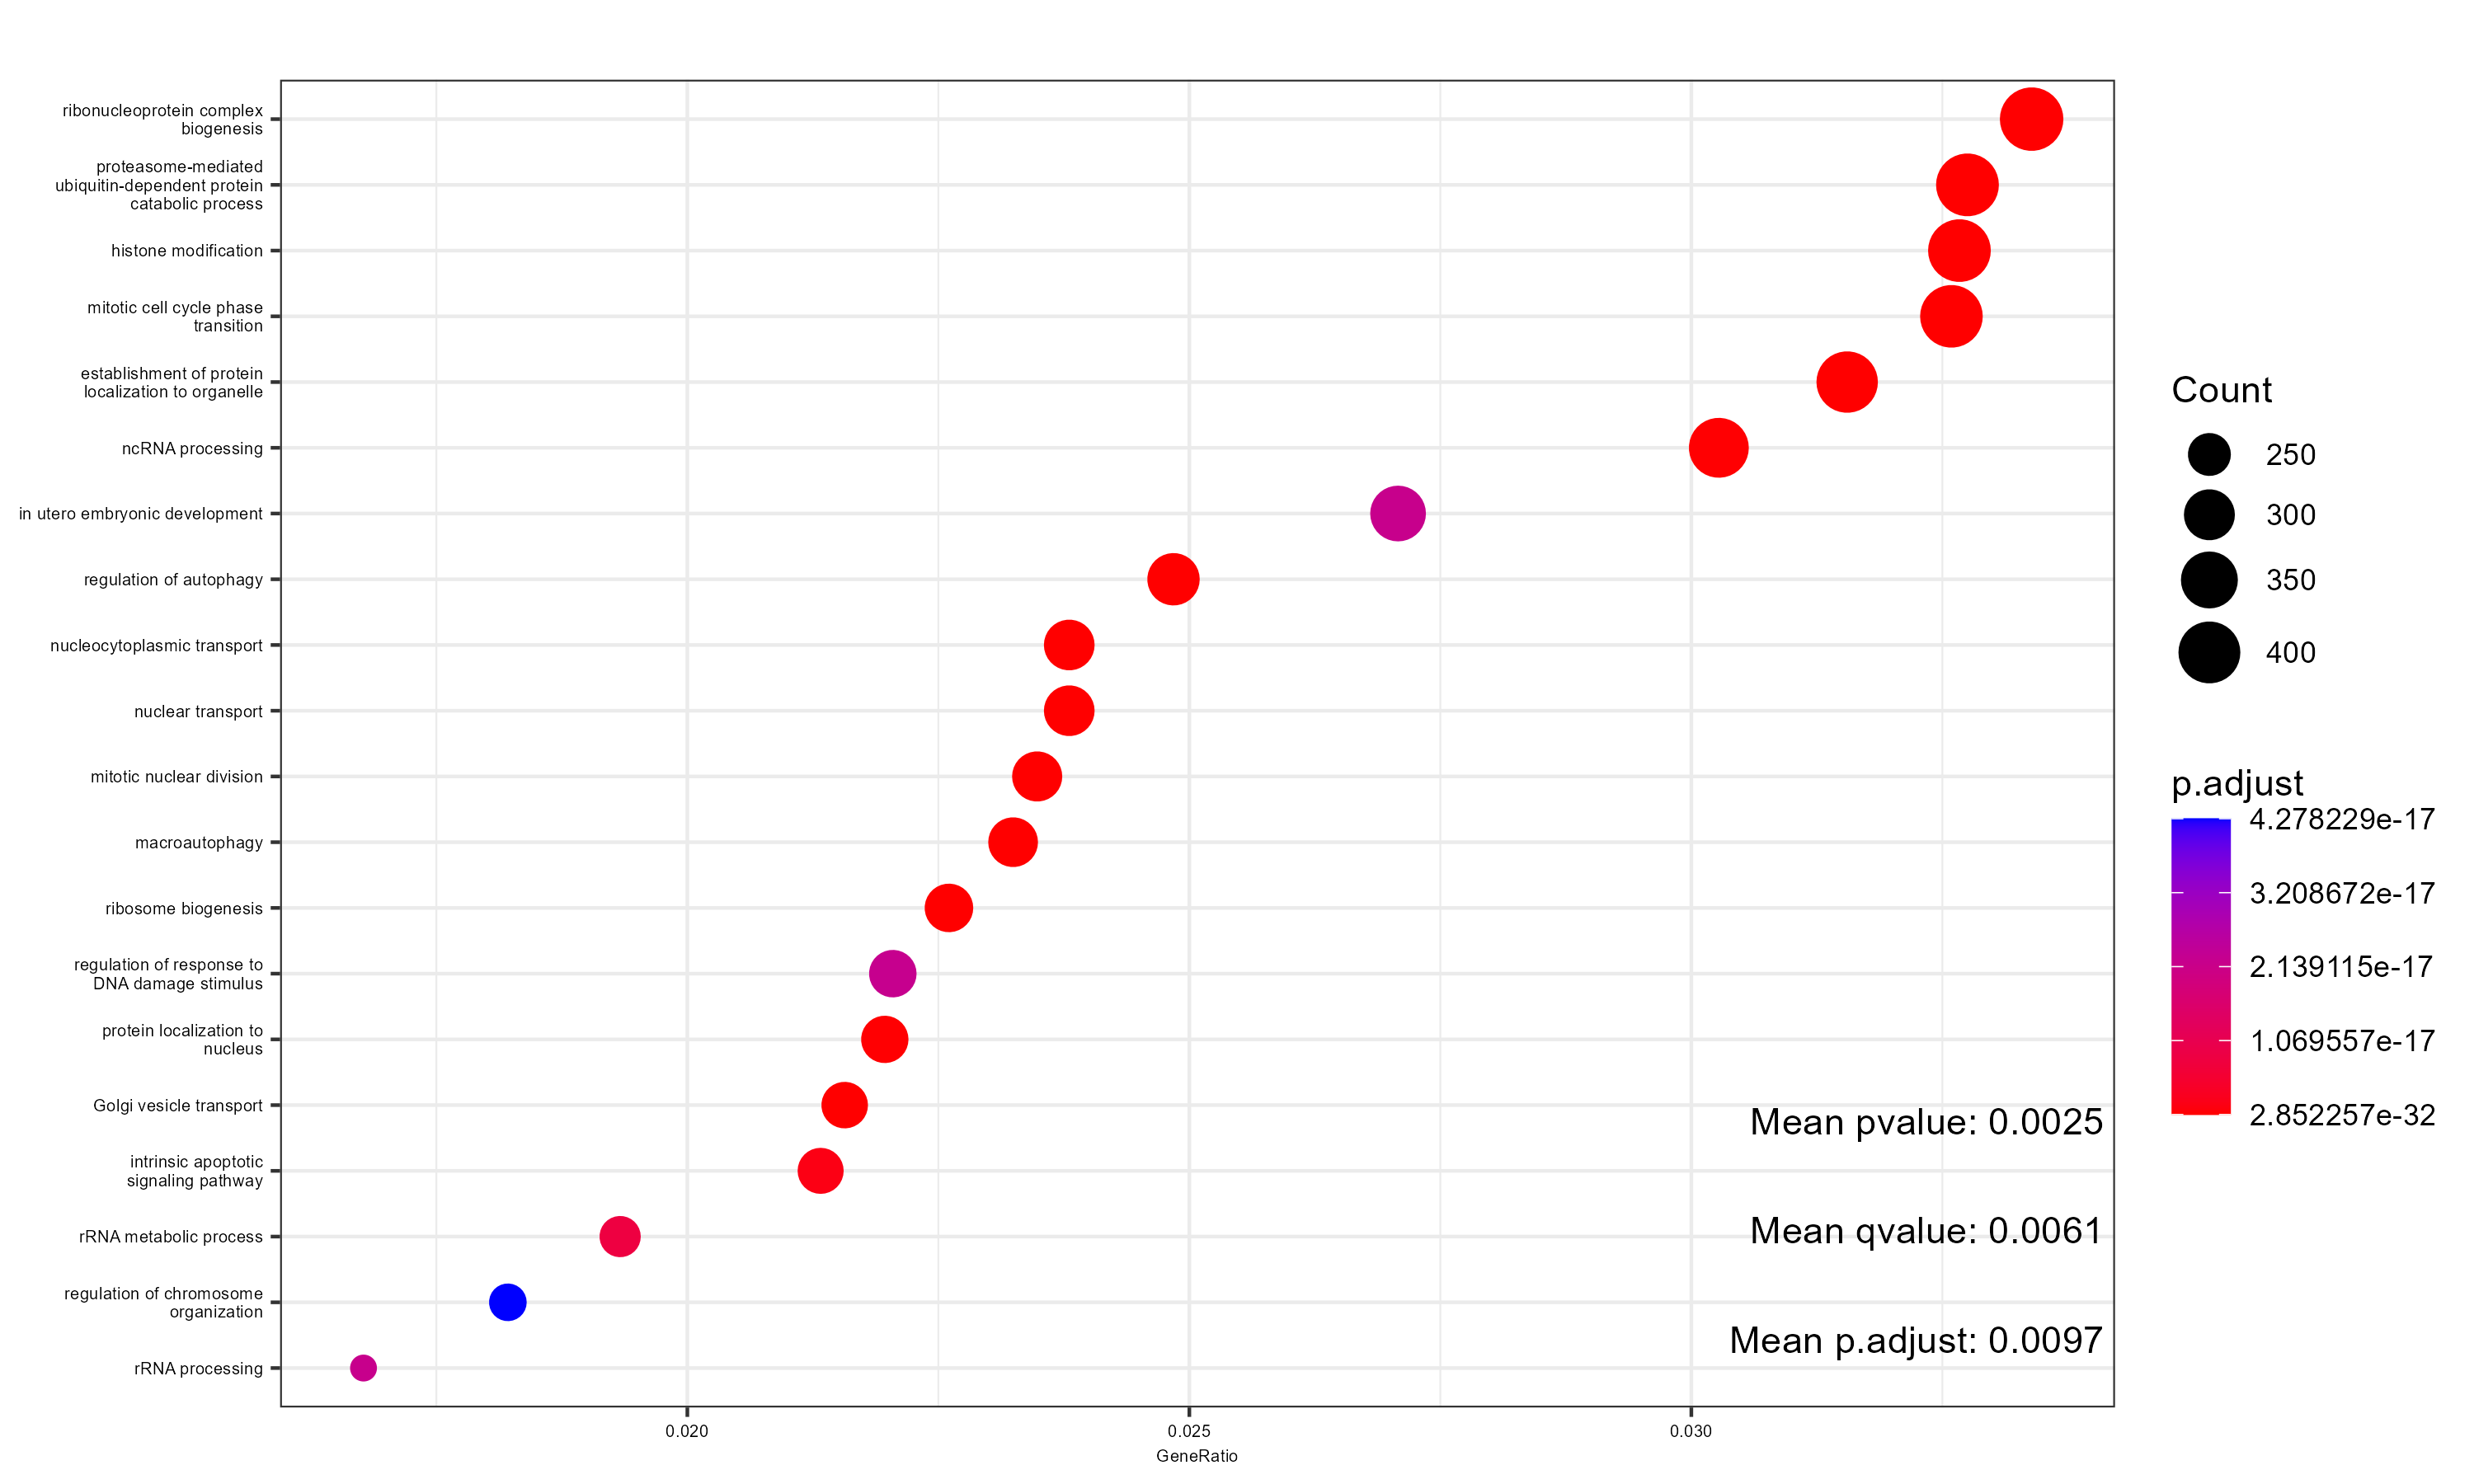 ribonucleoprotein complex
biogenesis
proteasome-mediated
ubiquitin-dependent protein
catabolic process
histone modification
mitotic cell cycle phase
transition
establishment of protein
localization to organelle
ncRNA processing
in utero embryonic development
regulation of autophagy
nucleocytoplasmic transport
nuclear transport
mitotic nuclear division
macroautophagy
ribosome biogenesis
regulation of response to
DNA damage stimulus
protein localization to
nucleus
Golgi vesicle transport
intrinsic apoptotic
signaling pathway
rRNA metabolic process
regulation of chromosome
organization
rRNA processing
Mean pvalue: 0.0025
Mean qvalue: 0.0061
Mean p.adjust: 0.0097
0.020
0.025
0.030
GeneRatio
Count
250
300
350
400
p.adjust
4.278229e-17
3.208672e-17
2.139115e-17
1.069557e-17
2.852257e-32